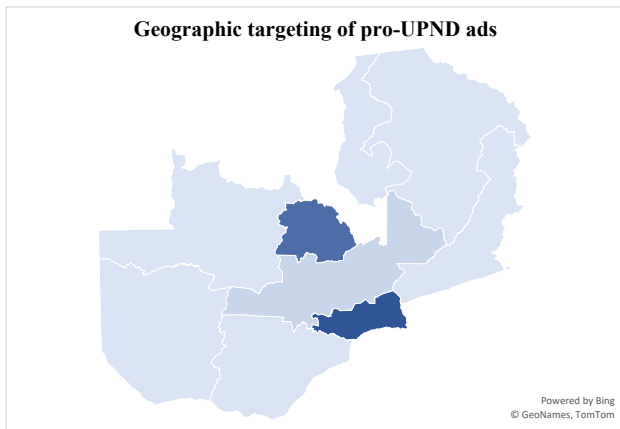 Geographic targeting of pro-UPND ads
Powered by Bing
© GeoNames, TomTom